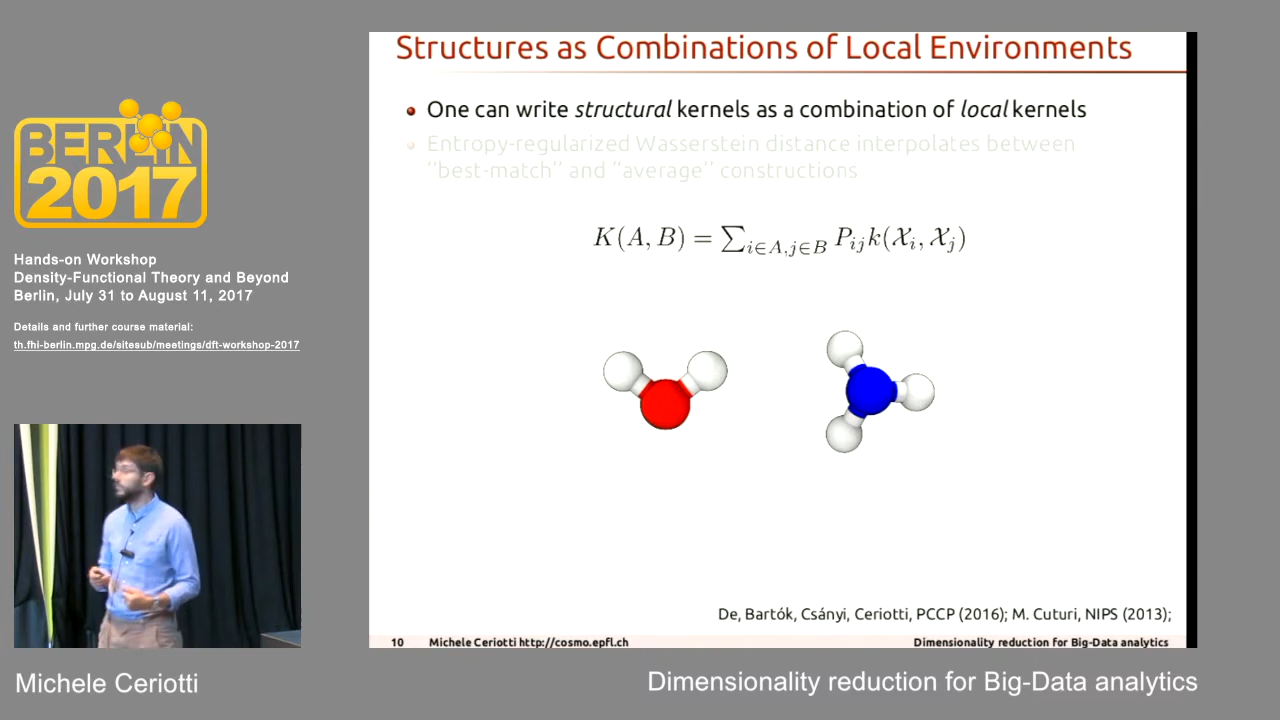 Structures as Combinations of Local Environments
One can write structural kernels as a combination of local kernels
Entropy-regularized Wasserstein distance interpolates between
"best-match" and "average" constructions
K(A, B) = ∑_{i∈A,j∈B} P_{ij} k(𝒳_i, 𝒳_j)
De, Bartók, Csányi, Ceriotti, PCCP (2016); M. Cuturi, NIPS (2013);
10 Michele Ceriotti http://cosmo.epfl.ch Dimensionality reduction for Big-Data analytics
BERLIN
2017
Hands-on Workshop
Density-Functional Theory and Beyond
Berlin, July 31 to August 11, 2017
Details and further course material:
th.fhi-berlin.mpg.de/sitesub/meetings/dft-workshop-2017
Michele Ceriotti
Dimensionality reduction for Big-Data analytics